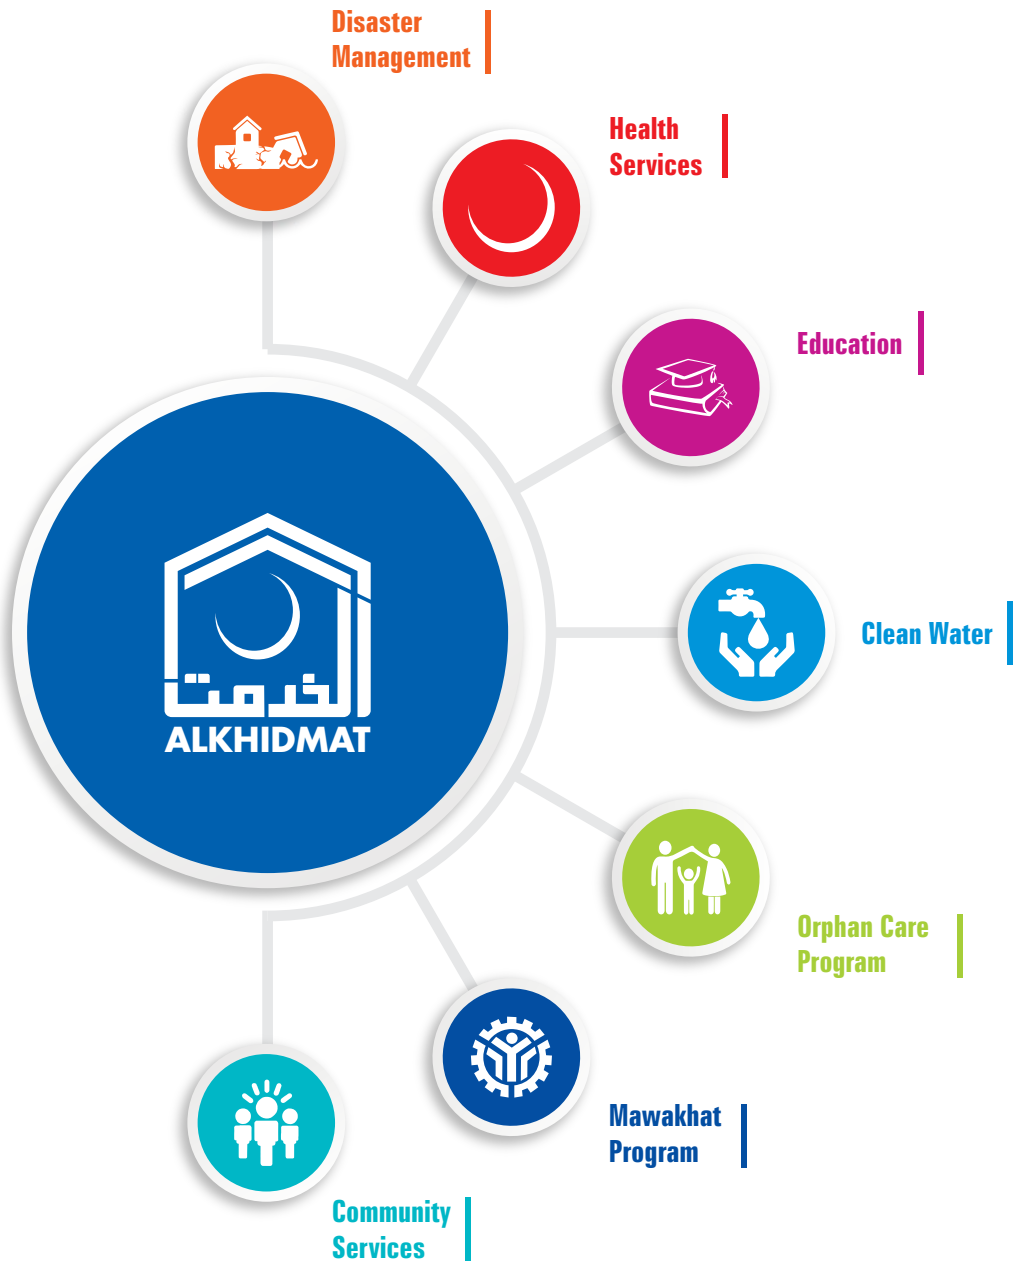 Disaster
Management
Health
Services
Education
الخدمت
ALKHIDMAT
Clean Water
Orphan Care
Program
Mawakhat
Program
Community
Services